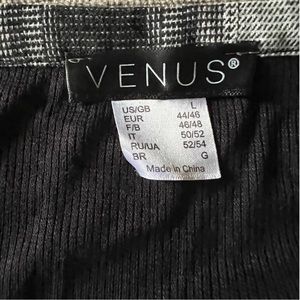 VENUS®
US/GB L
EUR 44/46
F/B 46/48
IT 50/52
RU/UA 52/54
BR G
Made in China